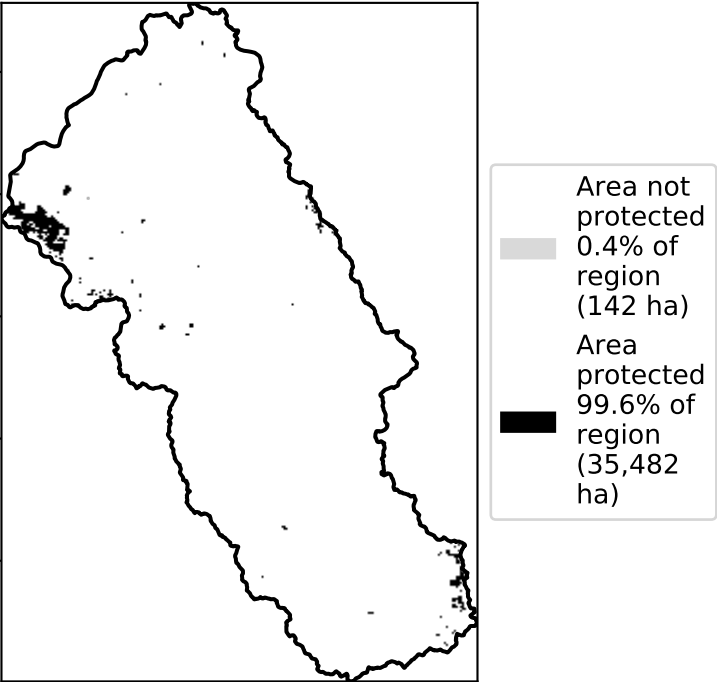 Area not
protected
0.4% of
region
(142 ha)
Area
protected
99.6% of
region
(35,482
ha)